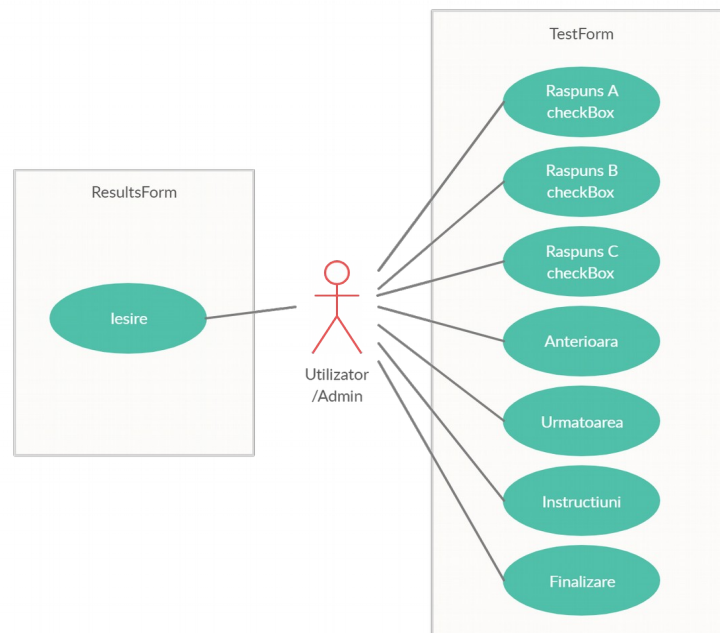 TestForm
Raspuns A
checkBox
Raspuns B
checkBox
Raspuns C
checkBox
Anterioara
Urmatoarea
Instructiuni
Finalizare
ResultsForm
Iesire
Utilizator
/Admin